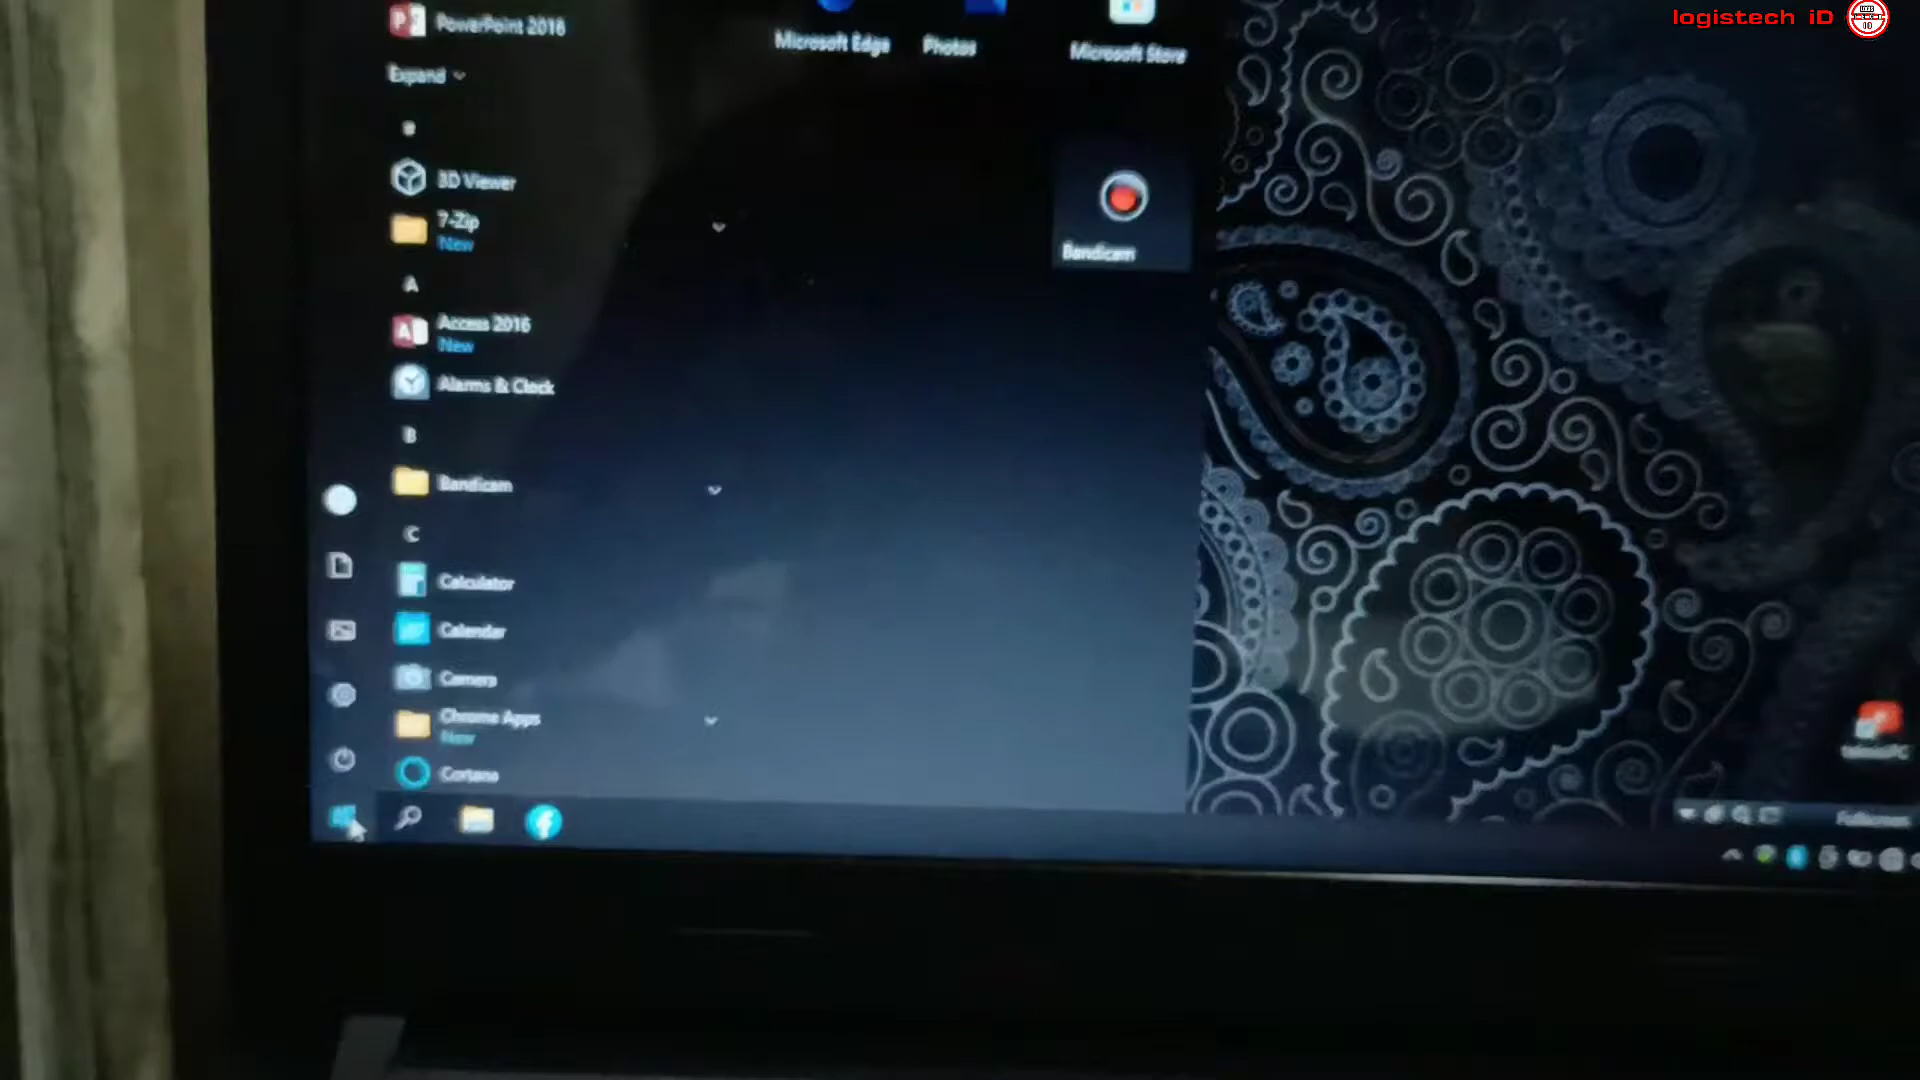 logistech iD
PowerPoint 2016
Microsoft Edge
Photos
Microsoft Store
Expand
#
3D Viewer
7-Zip
New
Bandicam
A
Access 2016
New
Alarms & Clock
B
Bandicam
C
Calculator
Calendar
Camera
Chrome Apps
New
Cortana